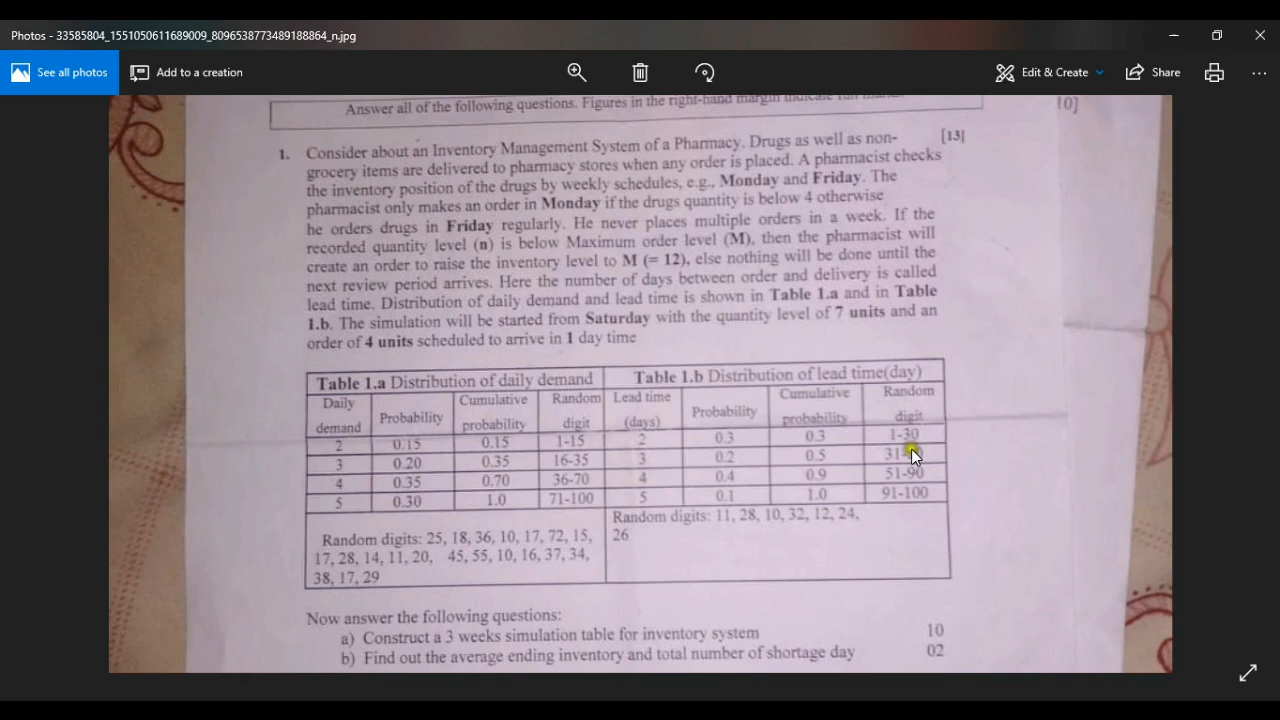 Photos - 33585804_1551050611689009_8096538773489188864_n.jpg
See all photos Add to a creation Edit & Create Share
Answer all of the following questions. Figures in the right-hand margin indicate full
[0]
1. Consider about an Inventory Management System of a Pharmacy. Drugs as well as non- [13]
grocery items are delivered to pharmacy stores when any order is placed. A pharmacist checks
the inventory position of the drugs by weekly schedules, e.g., Monday and Friday. The
pharmacist only makes an order in Monday if the drugs quantity is below 4 otherwise
he orders drugs in Friday regularly. He never places multiple orders in a week. If the
recorded quantity level (n) is below Maximum order level (M), then the pharmacist will
create an order to raise the inventory level to M (= 12), else nothing will be done until the
next review period arrives. Here the number of days between order and delivery is called
lead time. Distribution of daily demand and lead time is shown in Table 1.a and in Table
1.b. The simulation will be started from Saturday with the quantity level of 7 units and an
order of 4 units scheduled to arrive in 1 day time
Table 1.a Distribution of daily demand Table 1.b Distribution of lead time(day)
Daily demand Probability Cumulative probability Random digit Lead time (days) Probability Cumulative probability Random digit
2 0.15 0.15 1-15 2 0.3 0.3 1-30
3 0.20 0.35 16-35 3 0.2 0.5
4 0.35 0.70 36-70 4 0.4 0.9 51-90
5 0.30 1.0 71-100 5 0.1 1.0 91-100
Random digits: 25, 18, 36, 10, 17, 72, 15,
17, 28, 14, 11, 20, 45, 55, 10, 16, 37, 34,
38, 17, 29
Random digits: 11, 28, 10, 32, 12, 24,
26
Now answer the following questions:
a) Construct a 3 weeks simulation table for inventory system 10
b) Find out the average ending inventory and total number of shortage day 02